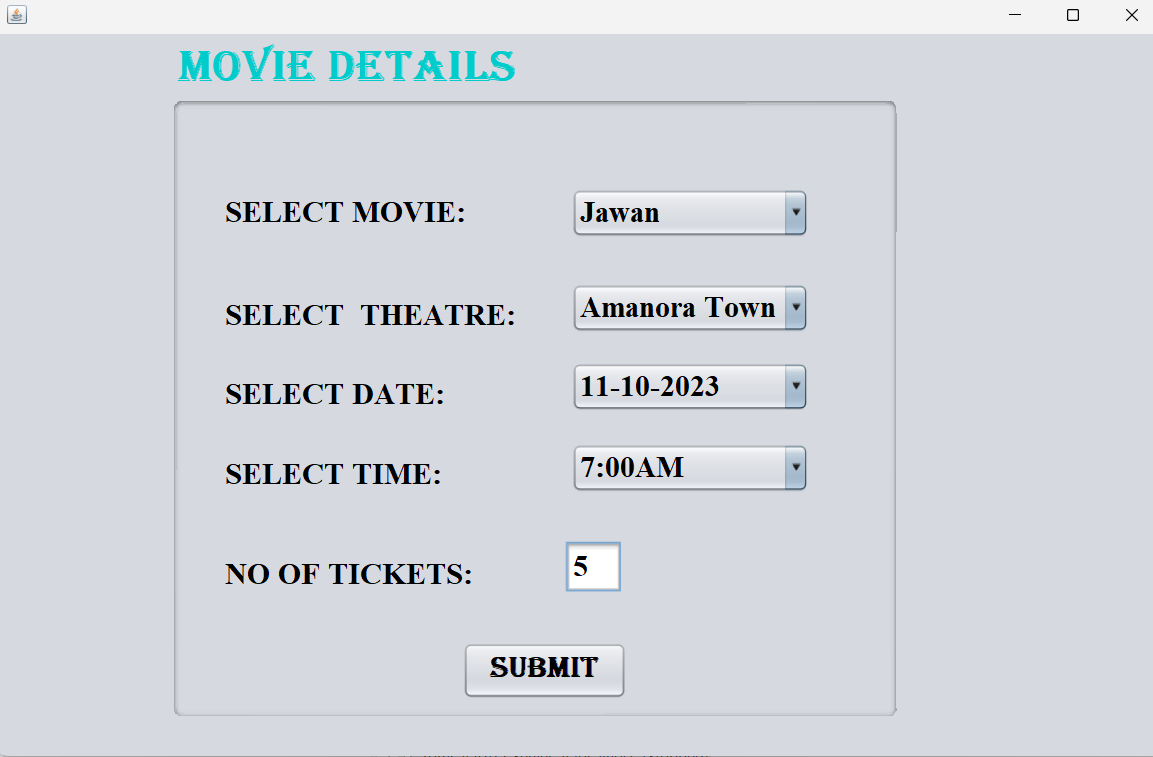 MOVIE DETAILS
SELECT MOVIE: Jawan
SELECT THEATRE: Amanora Town
SELECT DATE: 11-10-2023
SELECT TIME: 7:00AM
NO OF TICKETS: 5
SUBMIT